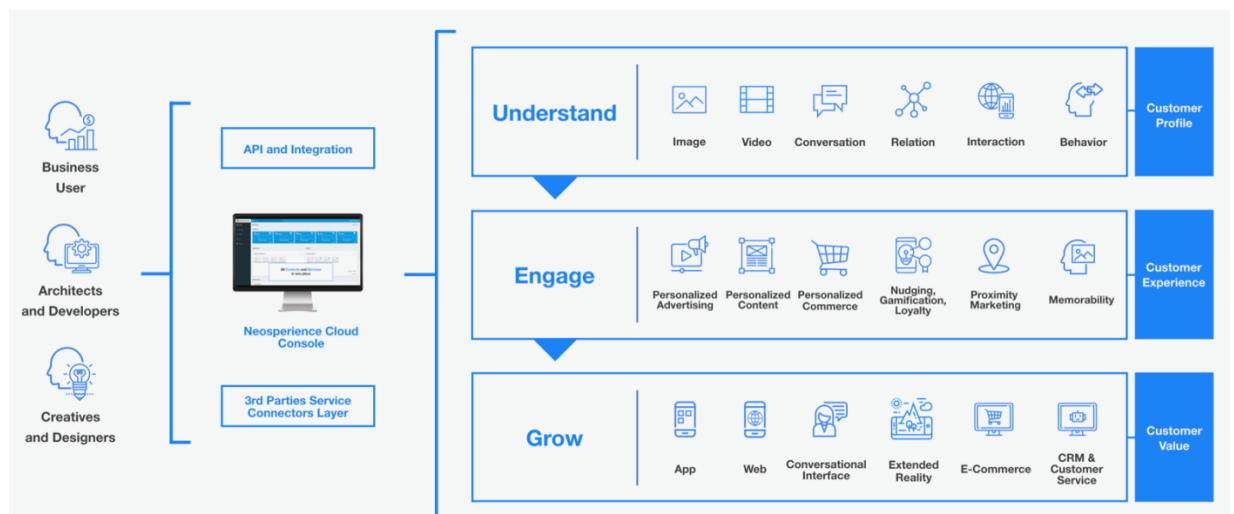 Business
User
Architects
and Developers
Creatives
and Designers
API and Integration
Neosperience Cloud
Console
3rd Parties Service
Connectors Layer
Understand
Image
Video
Conversation
Relation
Interaction
Behavior
Customer
Profile
Engage
Personalized
Advertising
Personalized
Content
Personalized
Commerce
Nudging,
Gamification,
Loyalty
Proximity
Marketing
Memorability
Customer
Experience
Grow
App
Web
Conversational
Interface
Extended
Reality
E-Commerce
CRM &
Customer
Service
Customer
Value